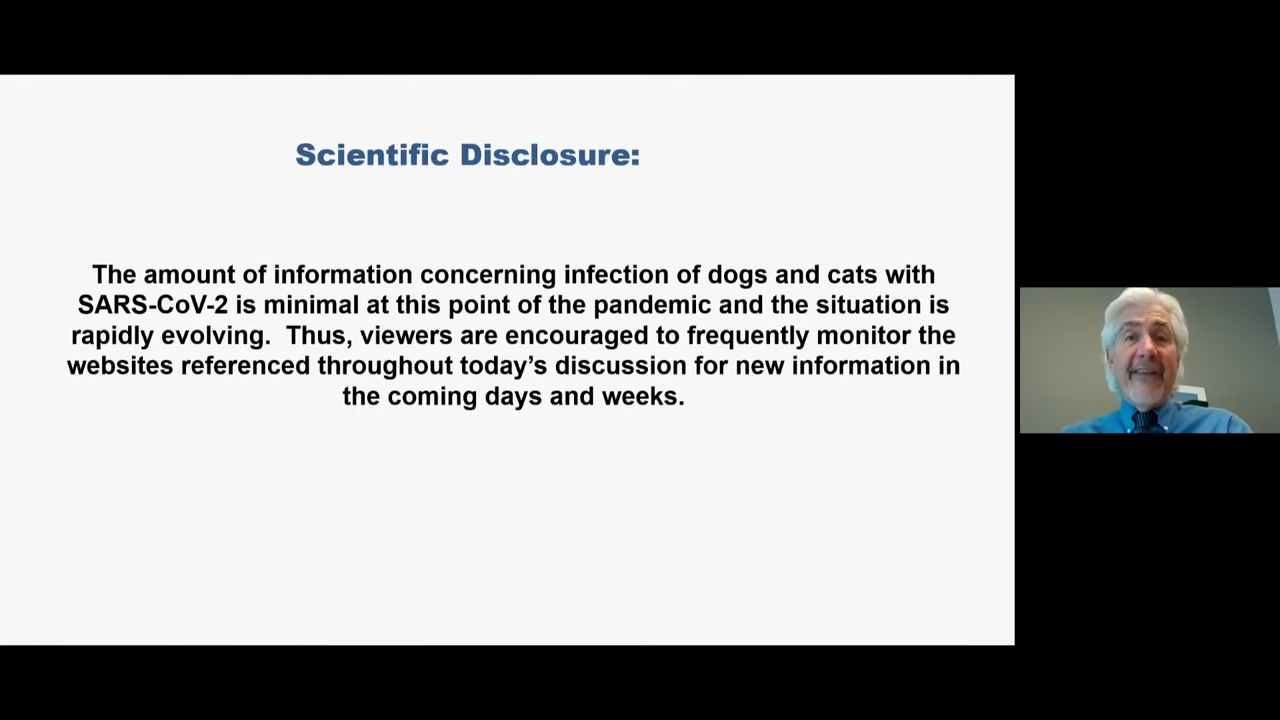 Scientific Disclosure:
The amount of information concerning infection of dogs and cats with
SARS-CoV-2 is minimal at this point of the pandemic and the situation is
rapidly evolving.  Thus, viewers are encouraged to frequently monitor the
websites referenced throughout today’s discussion for new information in
the coming days and weeks.